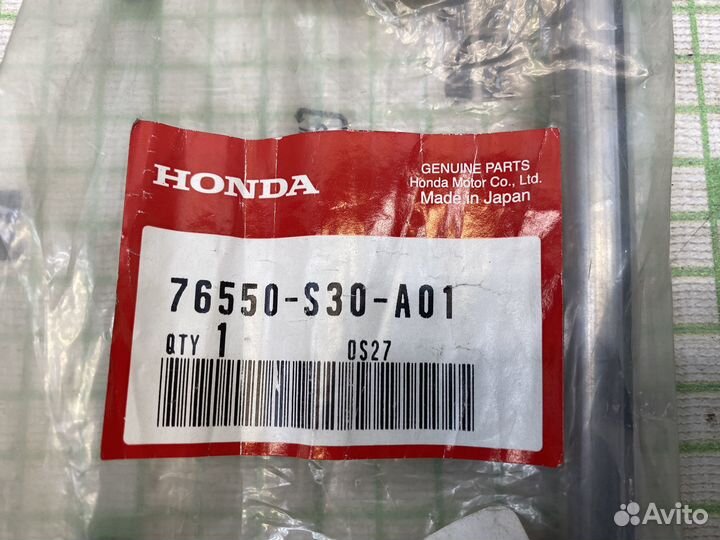 HONDA
GENUINE PARTS
Honda Motor Co., Ltd.
Made in Japan
76550-S30-A01
QTY 1 0S27
Avito